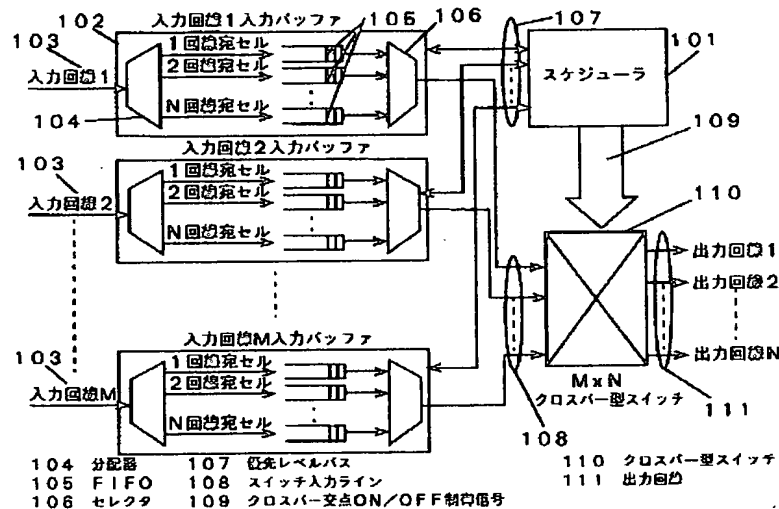 入力回線1入力バッファ
102
103
入力回線1
104
1回線宛セル
2回線宛セル
N回線宛セル
105
106
107
スケジューラ
101
109
入力回線2入力バッファ
103
入力回線2
1回線宛セル
2回線宛セル
N回線宛セル
110
出力回線1
出力回線2
出力回線N
MxN
クロスバー型スイッチ
111
108
入力回線M入力バッファ
103
入力回線M
1回線宛セル
2回線宛セル
N回線宛セル
104 分配器
105 FIFO
106 セレクタ
107 優先レベルバス
108 スイッチ入力ライン
109 クロスバー交点ON/OFF制御信号
110 クロスバー型スイッチ
111 出力回線